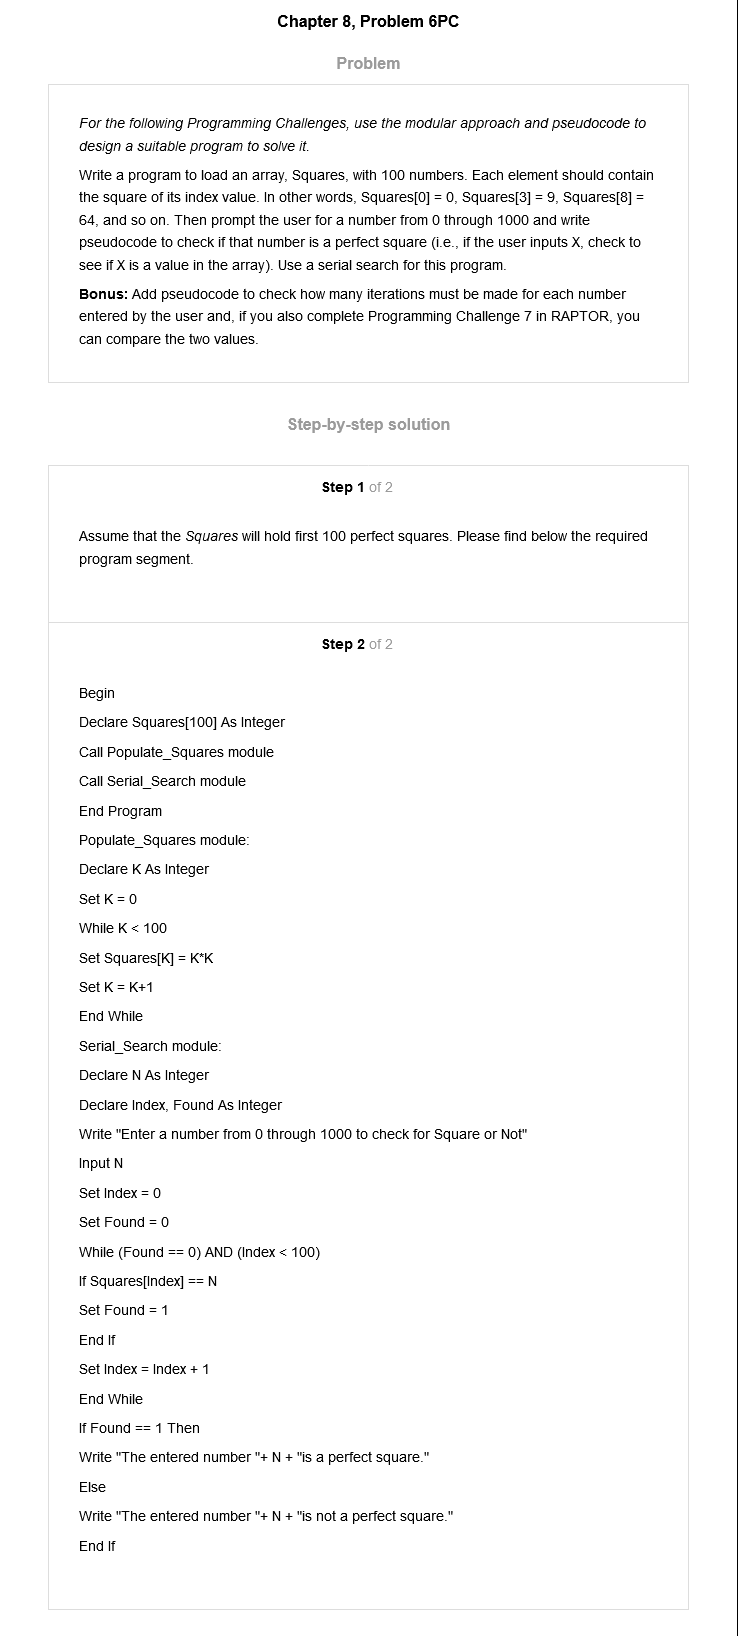 Chapter 8, Problem 6PC
Problem
For the following Programming Challenges, use the modular approach and pseudocode to
design a suitable program to solve it.
Write a program to load an array, Squares, with 100 numbers. Each element should contain
the square of its index value. In other words, Squares[0] = 0, Squares[3] = 9, Squares[8] =
64, and so on. Then prompt the user for a number from 0 through 1000 and write
pseudocode to check if that number is a perfect square (i.e., if the user inputs X, check to
see if X is a value in the array). Use a serial search for this program.
Bonus: Add pseudocode to check how many iterations must be made for each number
entered by the user and, if you also complete Programming Challenge 7 in RAPTOR, you
can compare the two values.
Step-by-step solution
Step 1 of 2
Assume that the Squares will hold first 100 perfect squares. Please find below the required
program segment.
Step 2 of 2
Begin
Declare Squares[100] As Integer
Call Populate_Squares module
Call Serial_Search module
End Program
Populate_Squares module:
Declare K As Integer
Set K = 0
While K < 100
Set Squares[K] = K*K
Set K = K+1
End While
Serial_Search module:
Declare N As Integer
Declare Index, Found As Integer
Write "Enter a number from 0 through 1000 to check for Square or Not"
Input N
Set Index = 0
Set Found = 0
While (Found == 0) AND (Index < 100)
If Squares[Index] == N
Set Found = 1
End If
Set Index = Index + 1
End While
If Found == 1 Then
Write "The entered number "+ N + "is a perfect square."
Else
Write "The entered number "+ N + "is not a perfect square."
End If